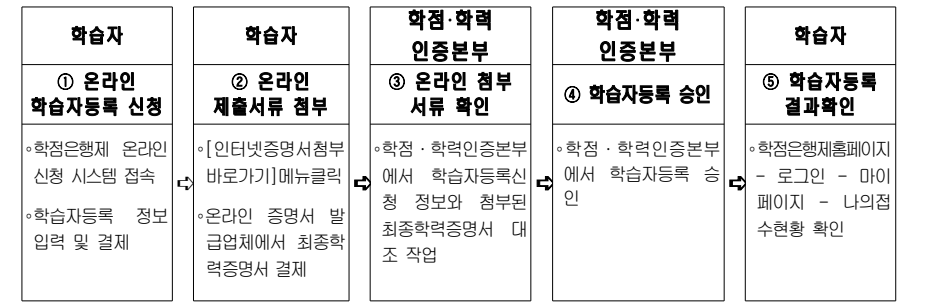 학습자
① 온라인
학습자등록 신청
◦학점은행제 온라인
신청 시스템 접속
◦학습자등록 정보
입력 및 결제
⇨
학습자
② 온라인
제출서류 첨부
◦[인터넷증명서첨부
바로가기]메뉴클릭
◦온라인 증명서 발
급업체에서 최종학
력증명서 결제
⇨
학점·학력
인증본부
③ 온라인 첨부
서류 확인
◦학점 · 학력인증본부
에서 학습자등록신
청 정보와 첨부된
최종학력증명서 대
조 작업
⇨
학점·학력
인증본부
④ 학습자등록 승인
◦학점 · 학력인증본부
에서 학습자등록 승
인
⇨
학습자
⑤ 학습자등록
결과확인
◦학점은행제홈페이지
- 로그인 - 마이
페이지 - 나의접
수현황 확인